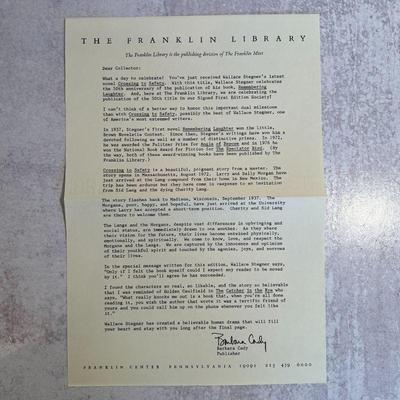 THE FRANKLIN LIBRARY
The Franklin Library is the publishing division of The Franklin Mint
Dear Collector:
What a day to celebrate! You've just received Wallace Stegner's latest
novel Crossing to Safety. With this title, Wallace Stegner celebrates
the 50th anniversary of the publication of his book, Remembering
Laughter. And, here at The Franklin Library, we are celebrating the
publication of the 50th title in our Signed First Edition Society!
I can't think of a better way to honor this important dual milestone
than with Crossing to Safety, possibly the best of Wallace Stegner, one
of America's most esteemed writers.
In 1937, Stegner's first novel Remembering Laughter won the Little,
Brown Novelette Contest. Since then, Stegner's writings have won him a
devoted following as well as a number of distinctive prizes. In 1972,
he was awarded the Pulitzer Prize for Angle of Repose and in 1976 he
won the National Book Award for Fiction for The Spectator Bird. (By
the way, both of these award-winning books have been published by the
Franklin Library.)
Crossing to Safety is a beautiful, poignant story from a master. The
story opens in Massachusetts, August 1972. Larry and Sally Morgan have
just arrived at the Lang compound from their home in New Mexico. The
trip has been arduous but they have come in response to an invitation
from Sid Lang and the dying Charity Lang.
The story flashes back to Madison, Wisconsin, September 1937. The
Morgans, poor, happy, and hopeful, have just arrived at the University
where Larry has accepted a short-term position. Charity and Sid Lang
are there to welcome them.
The Langs and the Morgans, despite vast differences in upbringing and
social status, are immediately drawn to one another. As they share
their vision for the future, their lives become entwined physically,
emotionally, and spiritually. We come to know, love, and respect the
Morgans and the Langs. We are captured by the innocence and optimism
of their youthful spirit and touched by the agonies, joys, and sorrows
of their lives.
In the special message written for this edition, Wallace Stegner says,
"Only if I felt the book myself could I expect any reader to be moved
by it." I think you'll agree he has succeeded.
I found the characters so real, so likable, and the story so believable
that I was reminded of Holden Caulfield in The Catcher in the Rye who
says, "What really knocks me out is a book that, when you're all done
reading it, you wish the author that wrote it was a terrific friend of
yours and you could call him up on the phone whenever you felt like
it."
Wallace Stegner has created a believable human drama that will fill
your heart and stay with you long after the final page.
Barbara Cady
Barbara Cady
Publisher
FRANKLIN CENTER PENNSYLVANIA 19091 215 459 6000